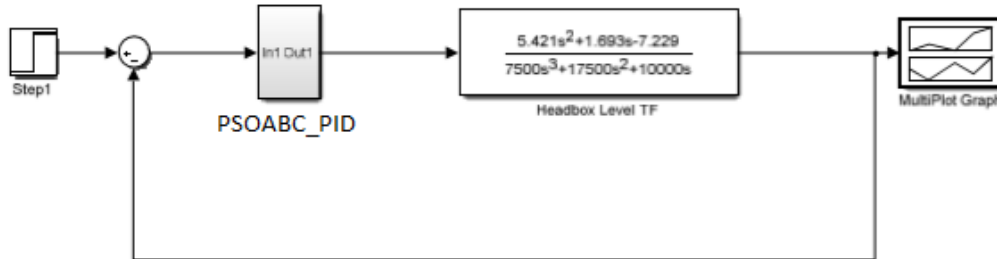 Step1
In1 Out1
PSOABC_PID
5.421s²+1.693s-7.229
7500s³+17500s²+10000s
Headbox Level TF
MultiPlot Graph